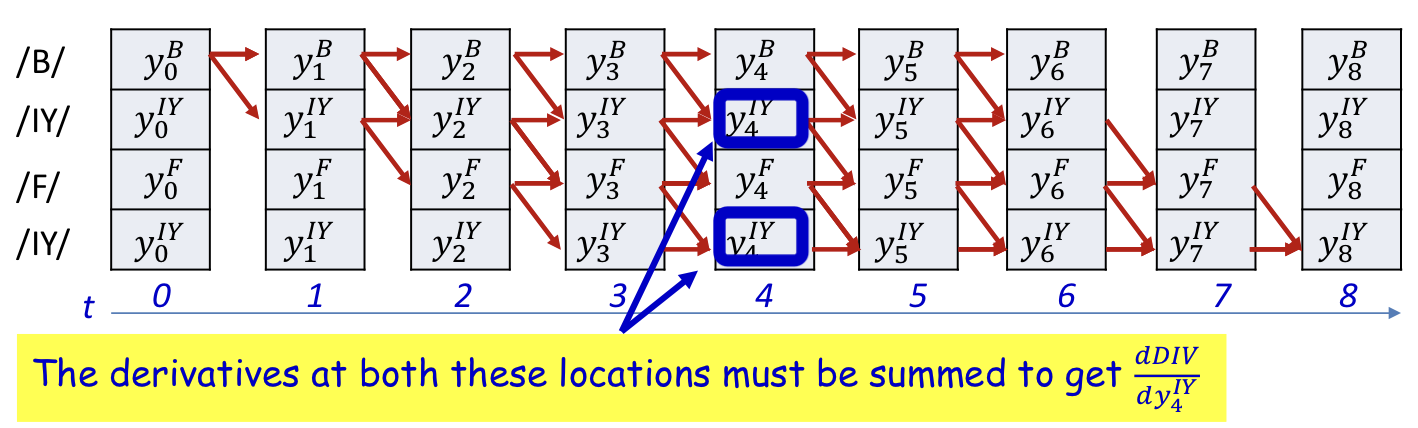 /B/ y_0^B y_1^B y_2^B y_3^B y_4^B y_5^B y_6^B y_7^B y_8^B
/IY/ y_0^{IY} y_1^{IY} y_2^{IY} y_3^{IY} y_4^{IY} y_5^{IY} y_6^{IY} y_7^{IY} y_8^{IY}
/F/ y_0^F y_1^F y_2^F y_3^F y_4^F y_5^F y_6^F y_7^F y_8^F
/IY/ y_0^{IY} y_1^{IY} y_2^{IY} y_3^{IY} y_4^{IY} y_5^{IY} y_6^{IY} y_7^{IY} y_8^{IY}
t 0 1 2 3 4 5 6 7 8
The derivatives at both these locations must be summed to get \frac{dDIV}{dy_4^{IY}}